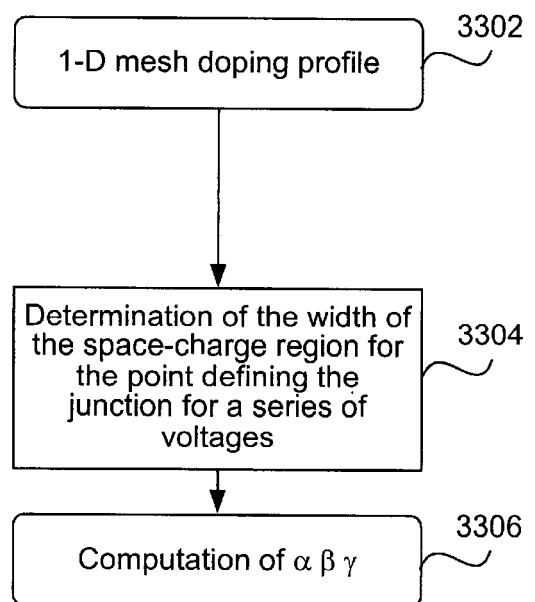 3302
1-D mesh doping profile
Determination of the width of
the space-charge region for
the point defining the
junction for a series of
voltages
3304
3306
Computation of α β γ